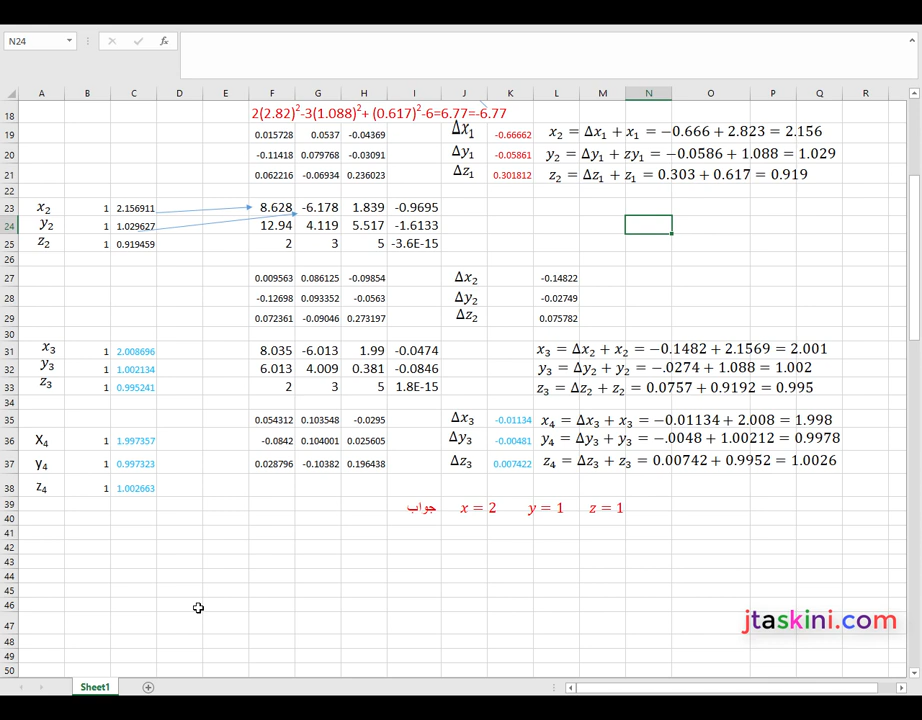 N24 fx
A B C D E F G H I J K L M N O P Q R
18 2(2.82)²-3(1.088)²+ (0.617)²-6=6.77=-6.77
19 0.015728 0.0537 -0.04369 Δx₁ -0.66662 x₂ = Δx₁ + x₁ = −0.666 + 2.823 = 2.156
20 -0.11418 0.079768 -0.03091 Δy₁ -0.05861 y₂ = Δy₁ + zy₁ = −0.0586 + 1.088 = 1.029
21 0.062216 -0.06934 0.236023 Δz₁ 0.301812 z₂ = Δz₁ + z₁ = 0.303 + 0.617 = 0.919
22
23 x₂ 1 2.156911 8.628 -6.178 1.839 -0.9695
24 y₂ 1 1.029627 12.94 4.119 5.517 -1.6133
25 z₂ 1 0.919459 2 3 5 -3.6E-15
26
27 0.009563 0.086125 -0.09854 Δx₂ -0.14822
28 -0.12698 0.093352 -0.0563 Δy₂ -0.02749
29 0.072361 -0.09046 0.273197 Δz₂ 0.075782
30
31 x₃ 1 2.008696 8.035 -6.013 1.99 -0.0474 x₃ = Δx₂ + x₂ = −0.1482 + 2.1569 = 2.001
32 y₃ 1 1.002134 6.013 4.009 0.381 -0.0846 y₃ = Δy₂ + y₂ = −.0274 + 1.088 = 1.002
33 z₃ 1 0.995241 2 3 5 1.8E-15 z₃ = Δz₂ + z₂ = 0.0757 + 0.9192 = 0.995
34
35 0.054312 0.103548 -0.0295 Δx₃ -0.01134 x₄ = Δx₃ + x₃ = −0.01134 + 2.008 = 1.998
36 X₄ 1 1.997357 -0.0842 0.104001 0.025605 Δy₃ -0.00481 y₄ = Δy₃ + y₃ = −.0048 + 1.00212 = 0.9978
37 y₄ 1 0.997323 0.028796 -0.10382 0.196438 Δz₃ 0.007422 z₄ = Δz₃ + z₃ = 0.00742 + 0.9952 = 1.0026
38 z₄ 1 1.002663
39 جواب x = 2 y = 1 z = 1
40
41
42
43
44
45
46
47 jtaskini.com
48
49
50
Sheet1